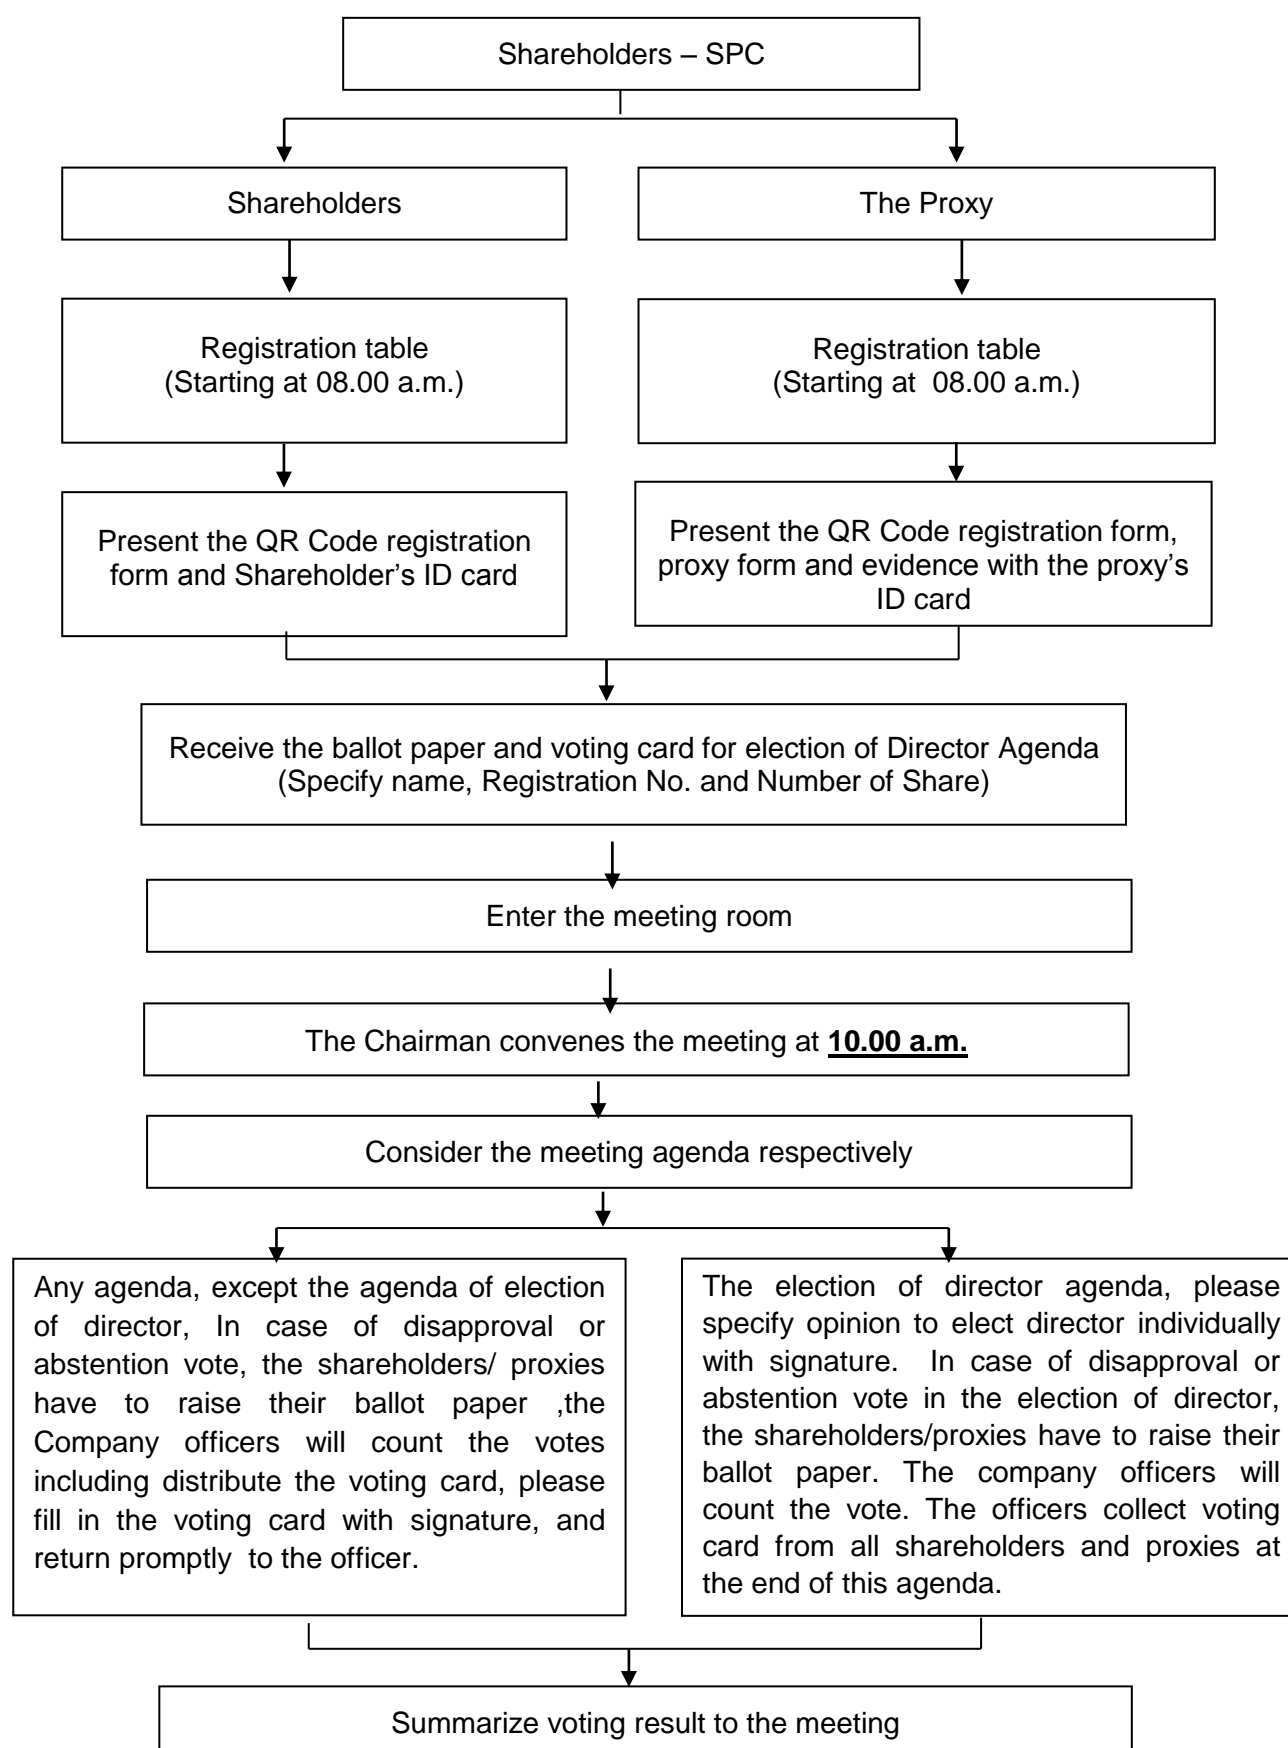 Shareholders – SPC
Shareholders
The Proxy
Registration table
(Starting at 08.00 a.m.)
Registration table
(Starting at  08.00 a.m.)
Present the QR Code registration
form and Shareholder’s ID card
Present the QR Code registration form,
proxy form and evidence with the proxy’s
ID card
Receive the ballot paper and voting card for election of Director Agenda
(Specify name, Registration No. and Number of Share)
Enter the meeting room
The Chairman convenes the meeting at 10.00 a.m.
Consider the meeting agenda respectively
Any agenda, except the agenda of election
of director, In case of disapproval or
abstention vote, the shareholders/ proxies
have to raise their ballot paper ,the
Company officers will count the votes
including distribute the voting card, please
fill in the voting card with signature, and
return promptly  to the officer.
The election of director agenda, please
specify opinion to elect director individually
with signature.  In case of disapproval or
abstention vote in the election of director,
the shareholders/proxies have to raise their
ballot paper. The company officers will
count the vote. The officers collect voting
card from all shareholders and proxies at
the end of this agenda.
Summarize voting result to the meeting